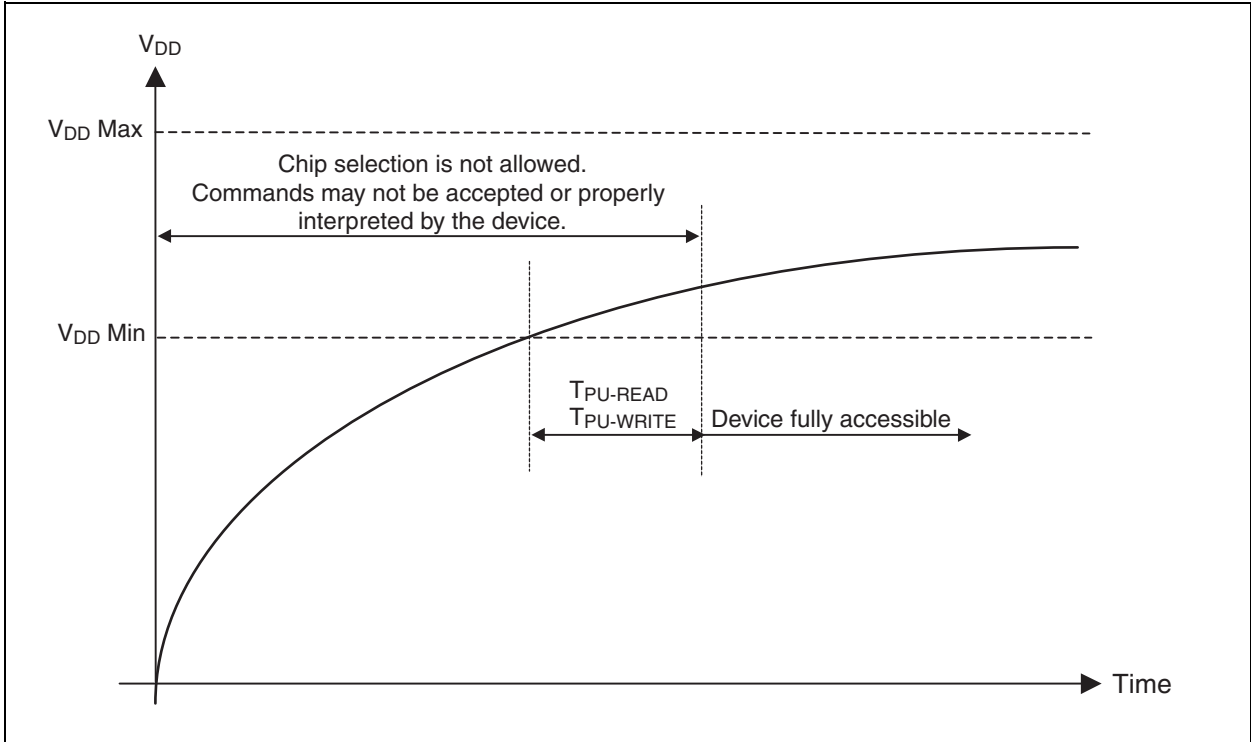 VDD
VDD Max
Chip selection is not allowed.
Commands may not be accepted or properly
interpreted by the device.
VDD Min
TPU-READ
TPU-WRITE
Device fully accessible
Time